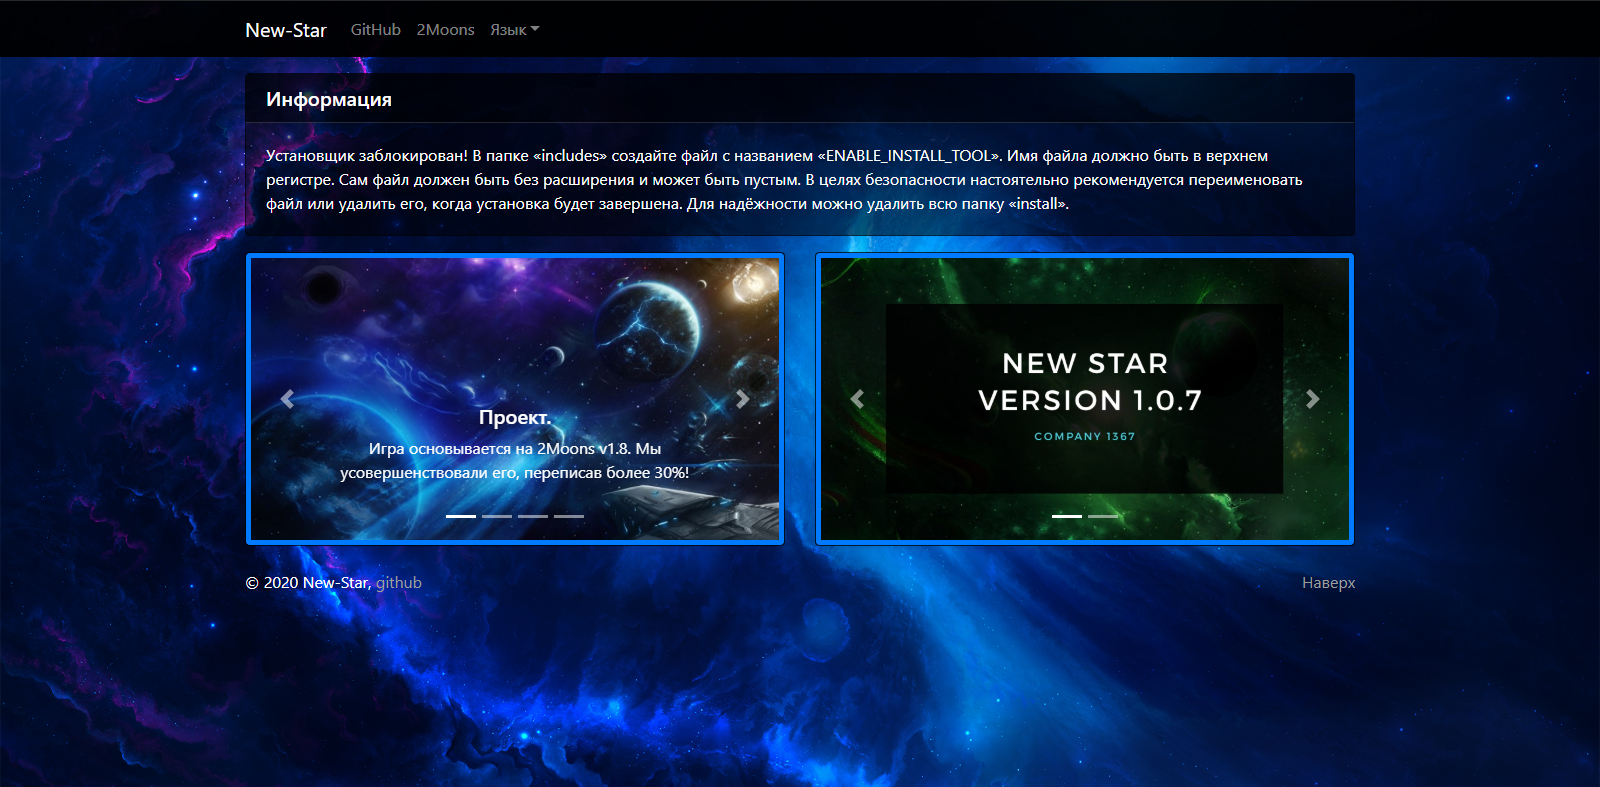 New-Star GitHub 2Moons Язык
Информация
Установщик заблокирован! В папке «includes» создайте файл с названием «ENABLE_INSTALL_TOOL». Имя файла должно быть в верхнем
регистре. Сам файл должен быть без расширения и может быть пустым. В целях безопасности настоятельно рекомендуется переименовать
файл или удалить его, когда установка будет завершена. Для надёжности можно удалить всю папку «install».
Проект.
Игра основывается на 2Moons v1.8. Мы
усовершенствовали его, переписав более 30%!
NEW STAR
VERSION 1.0.7
COMPANY 1367
© 2020 New-Star, github
Наверх